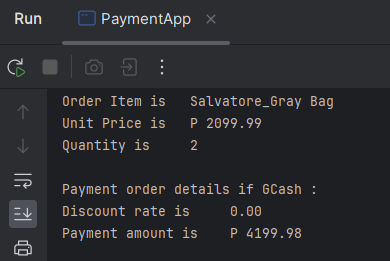 Run PaymentApp
Order Item is   Salvatore_Gray Bag
Unit Price is   P 2099.99
Quantity is     2

Payment order details if GCash :
Discount rate is     0.00
Payment amount is    P 4199.98